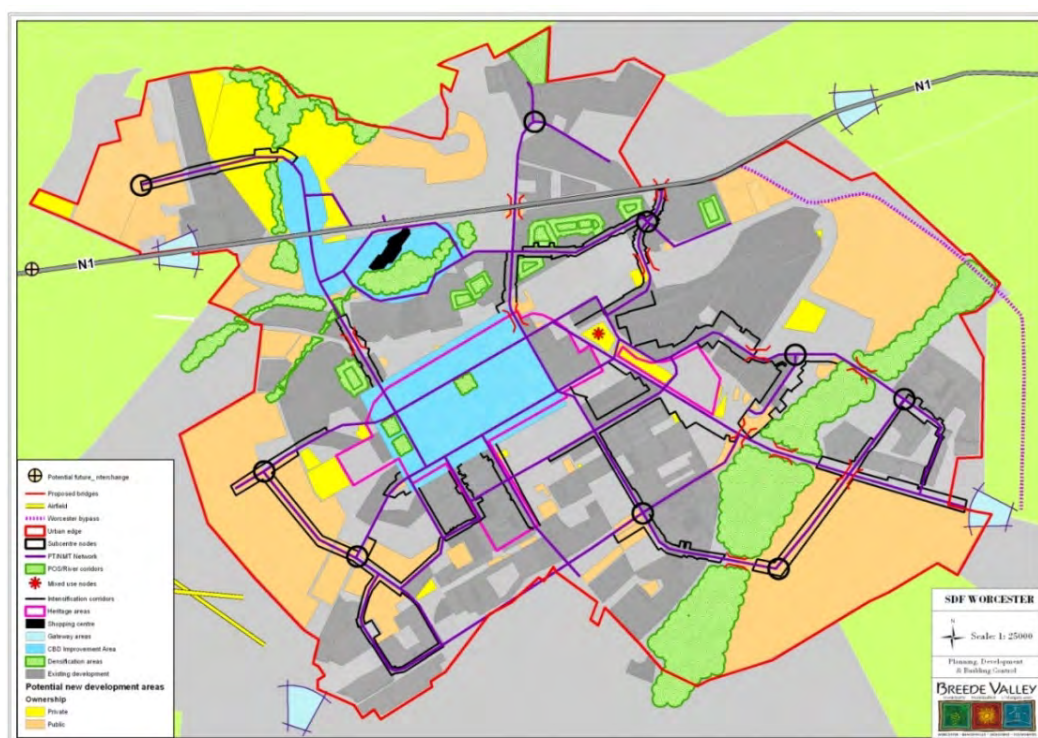 N1
N1
Potential future_ interchange
Proposed bridges
Airfield
Worcester bypass
Urban edge
Subcentre nodes
PT/NMT Network
POS/River coridors
Mixed use nodes
Intensification corridors
Heritage areas
Shopping centre
Gateway areas
CBD Improvement Area
Densification areas
Existing development
Potential new development areas
Ownership
Private
Public
SDF WORCESTER
N
Scale: 1: 25000
Planning, Development
& Building Control
BREEDE VALLEY